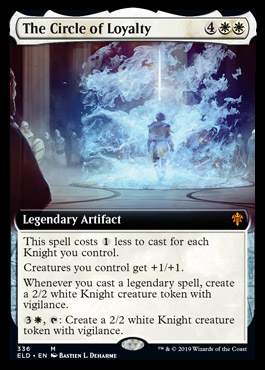 The Circle of Loyalty 4
Legendary Artifact
This spell costs 1 less to cast for each
Knight you control.
Creatures you control get +1/+1.
Whenever you cast a legendary spell, create
a 2/2 white Knight creature token with
vigilance.
3 , : Create a 2/2 white Knight creature
token with vigilance.
336 M
ELD • EN Bastien L. Deharme ™ & © 2019 Wizards of the Coast